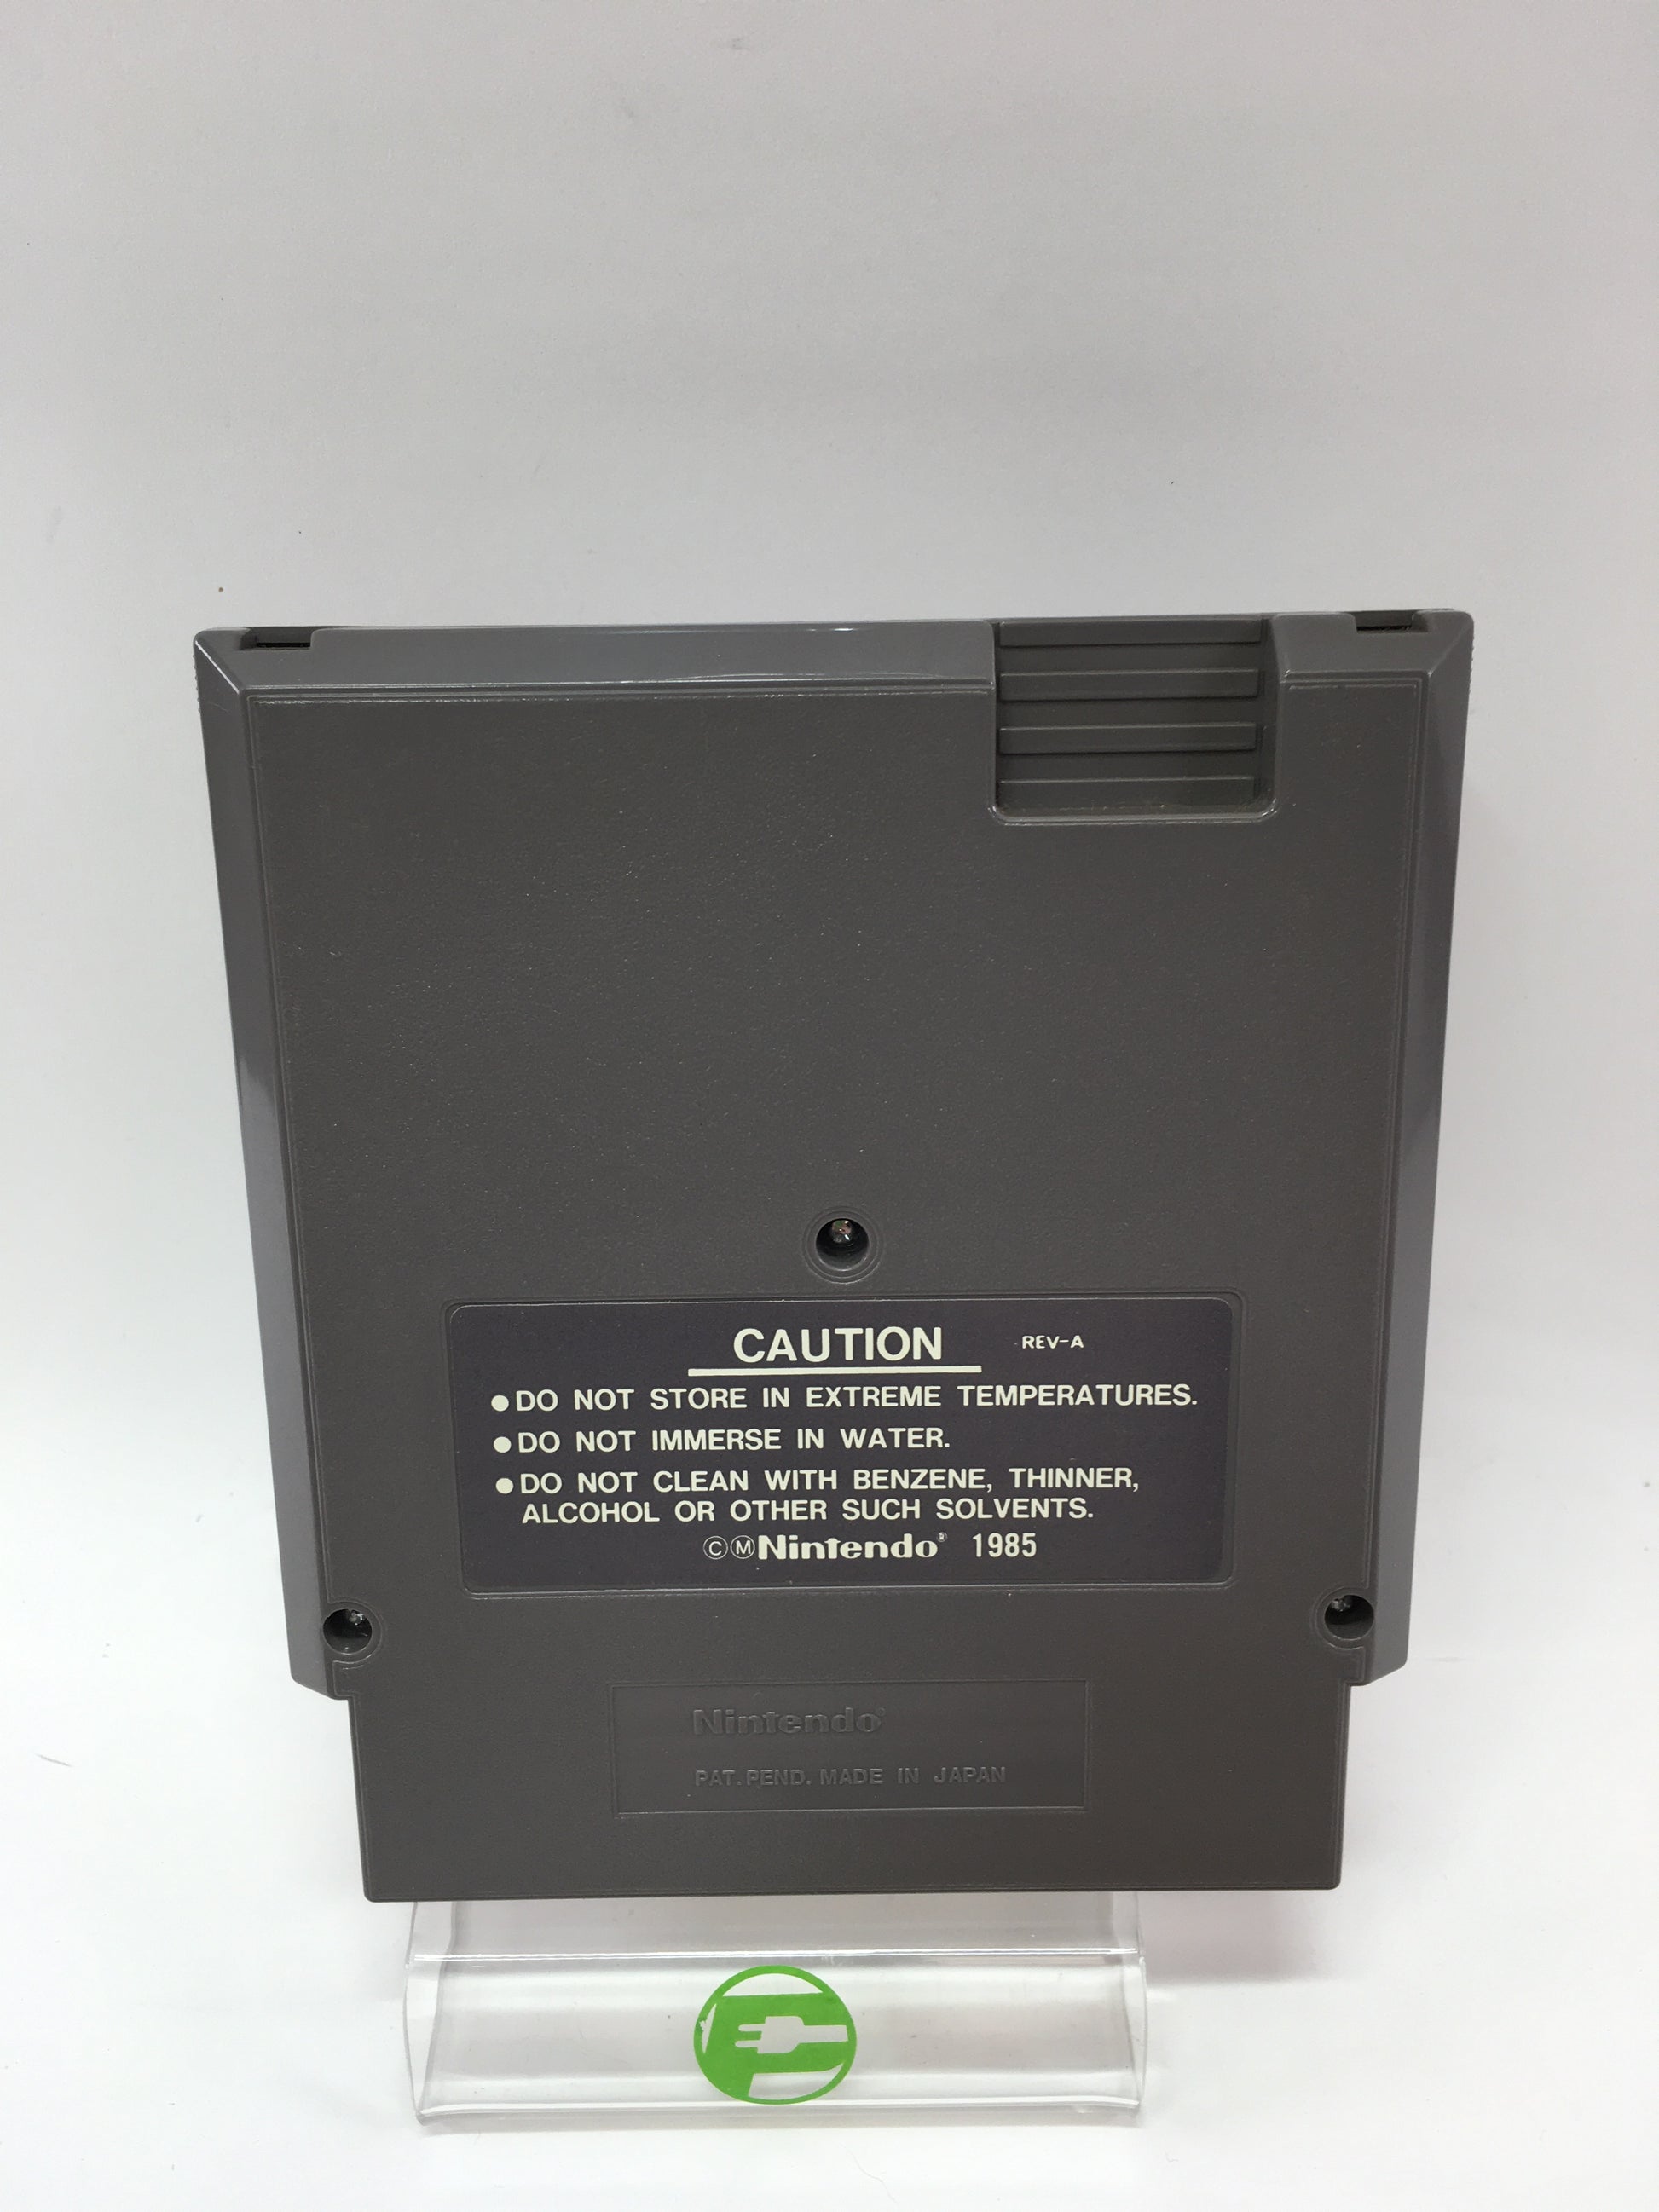 CAUTION REV-A
●DO NOT STORE IN EXTREME TEMPERATURES.
●DO NOT IMMERSE IN WATER.
●DO NOT CLEAN WITH BENZENE, THINNER,
ALCOHOL OR OTHER SUCH SOLVENTS.
©ⓂNintendo® 1985
Nintendo®
PAT. PEND. MADE IN JAPAN